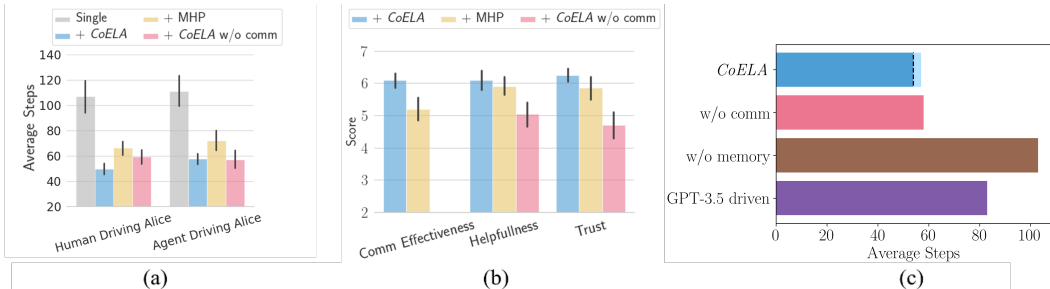 Single
+ MHP
+ CoELA
+ CoELA w/o comm
140
120
100
80
60
40
20
Average Steps
Human Driving Alice
Agent Driving Alice
(a)
+ CoELA
+ MHP
+ CoELA w/o comm
7
6
5
4
3
2
Score
Comm Effectiveness
Helpfullness
Trust
(b)
CoELA
w/o comm
w/o memory
GPT-3.5 driven
0 20 40 60 80 100
Average Steps
(c)